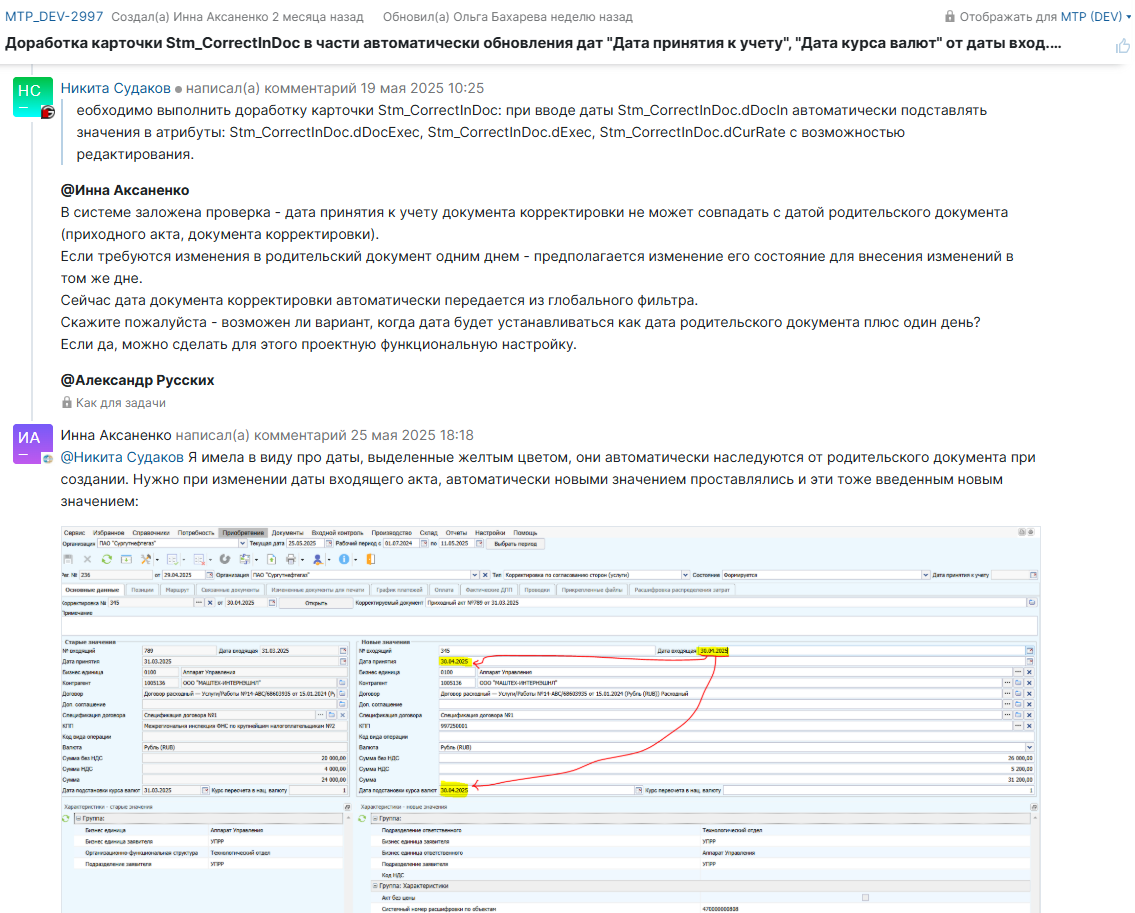 MTP_DEV-2997 Создал(а) Инна Аксаненко 2 месяца назад Обновил(а) Ольга Бахарева неделю назад Отображать для MTP (DEV)
Доработка карточки Stm_CorrectInDoc в части автоматически обновления дат "Дата принятия к учету", "Дата курса валют" от даты вход....
НС
Никита Судаков написал(а) комментарий 19 мая 2025 10:25
еобходимо выполнить доработку карточки Stm_CorrectInDoc: при вводе даты Stm_CorrectInDoc.dDocIn автоматически подставлять
значения в атрибуты: Stm_CorrectInDoc.dDocExec, Stm_CorrectInDoc.dExec, Stm_CorrectInDoc.dCurRate с возможностью
редактирования.
@Инна Аксаненко
В системе заложена проверка - дата принятия к учету документа корректировки не может совпадать с датой родительского документа
(приходного акта, документа корректировки).
Если требуются изменения в родительский документ одним днем - предполагается изменение его состояние для внесения изменений в
том же дне.
Сейчас дата документа корректировки автоматически передается из глобального фильтра.
Скажите пожалуйста - возможен ли вариант, когда дата будет устанавливаться как дата родительского документа плюс один день?
Если да, можно сделать для этого проектную функциональную настройку.
@Александр Русских
Как для задачи
ИА
Инна Аксаненко написал(а) комментарий 25 мая 2025 18:18
@Никита Судаков Я имела в виду про даты, выделенные желтым цветом, они автоматически наследуются от родительского документа при
создании. Нужно при изменении даты входящего акта, автоматически новыми значением проставлялись и эти тоже введенным новым
значением:
Сервис Избранное Справочники Потребность Приобретение Документы Входной контроль Производство Склад Отчеты Настройки Помощь
Организация ПАО "Сургутнефтегаз" Текущая дата 25.05.2025 Рабочий период с 01.07.2024 по 11.05.2025 Выбрать период
Рег. № 236 от 29.04.2025 Организация ПАО "Сургутнефтегаз" Тип Корректировка по согласованию сторон (услуги) Состояние Формируется Дата принятия к учету
Основные данные Позиции Маршрут Связанные документы Измененные документы для печати График платежей Оплата Фактические ДПП Проводки Прикрепленные файлы Расшифровка распределения затрат
Корректировка № 345 от 30.04.2025 Открыть Корректируемый документ Приходный акт №789 от 31.03.2025
Примечание
Старые значения Новые значения
№ входящий 789 Дата входящая 31.03.2025 № входящий 345 Дата входящая 30.04.2025
Дата принятия 31.03.2025 Дата принятия 30.04.2025
Бизнес единица 0100 Аппарат Управления Бизнес единица 0100 Аппарат Управления
Контрагент 1005136 ООО "МАШТЕХ-ИНТЕРНЭШНЛ" Контрагент 1005136 ООО "МАШТЕХ-ИНТЕРНЭШНЛ"
Договор Договор расходный — Услуги/Работы №14-АВС/68603935 от 15.01.2024 (Ру Договор Договор расходный — Услуги/Работы №14-АВС/68603935 от 15.01.2024 (Рубль (RUB)) Расходный
Доп. соглашение Доп. соглашение
Спецификация договора Спецификация договора №1 Спецификация договора Спецификация договора №1
КПП Межрегиональная инспекция ФНС по крупнейшим налогоплательщикам №2 КПП 997250001
Код вида операции Код вида операции
Валюта Рубль (RUB) Валюта Рубль (RUB)
Сумма без НДС 20 000,00 Сумма без НДС 26 000,00
Сумма НДС 4 000,00 Сумма НДС 5 200,00
Сумма 24 000,00 Сумма 31 200,00
Дата подстановки курса валют 31.03.2025 Курс пересчета в нац. валюту 1 Дата подстановки курса валют 30.04.2025 Курс пересчета в нац. валюту 1
Характеристики - старые значения Характеристики - новые значения
Группа: Группа:
Бизнес единица Аппарат Управления Подразделение ответственного Технологический отдел
Бизнес единица заявителя УПРР Бизнес единица заявителя УПРР
Организационно-функциональная структура Технологический отдел Бизнес единица ответственного Аппарат Управления
Подразделение заявителя УПРР Подразделение заявителя УПРР
Код НДС
Группа: Характеристики
Акт без цены
Системный номер расшифровки по объектам 470000000808